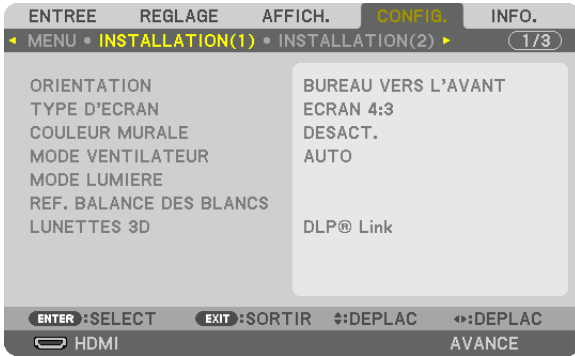 ENTREE REGLAGE AFFICH. CONFIG. INFO.
MENU • INSTALLATION(1) • INSTALLATION(2) 1/3
ORIENTATION BUREAU VERS L'AVANT
TYPE D'ECRAN ECRAN 4:3
COULEUR MURALE DESACT.
MODE VENTILATEUR AUTO
MODE LUMIERE
REF. BALANCE DES BLANCS
LUNETTES 3D DLP® Link
ENTER :SELECT EXIT :SORTIR :DEPLAC :DEPLAC
HDMI AVANCE